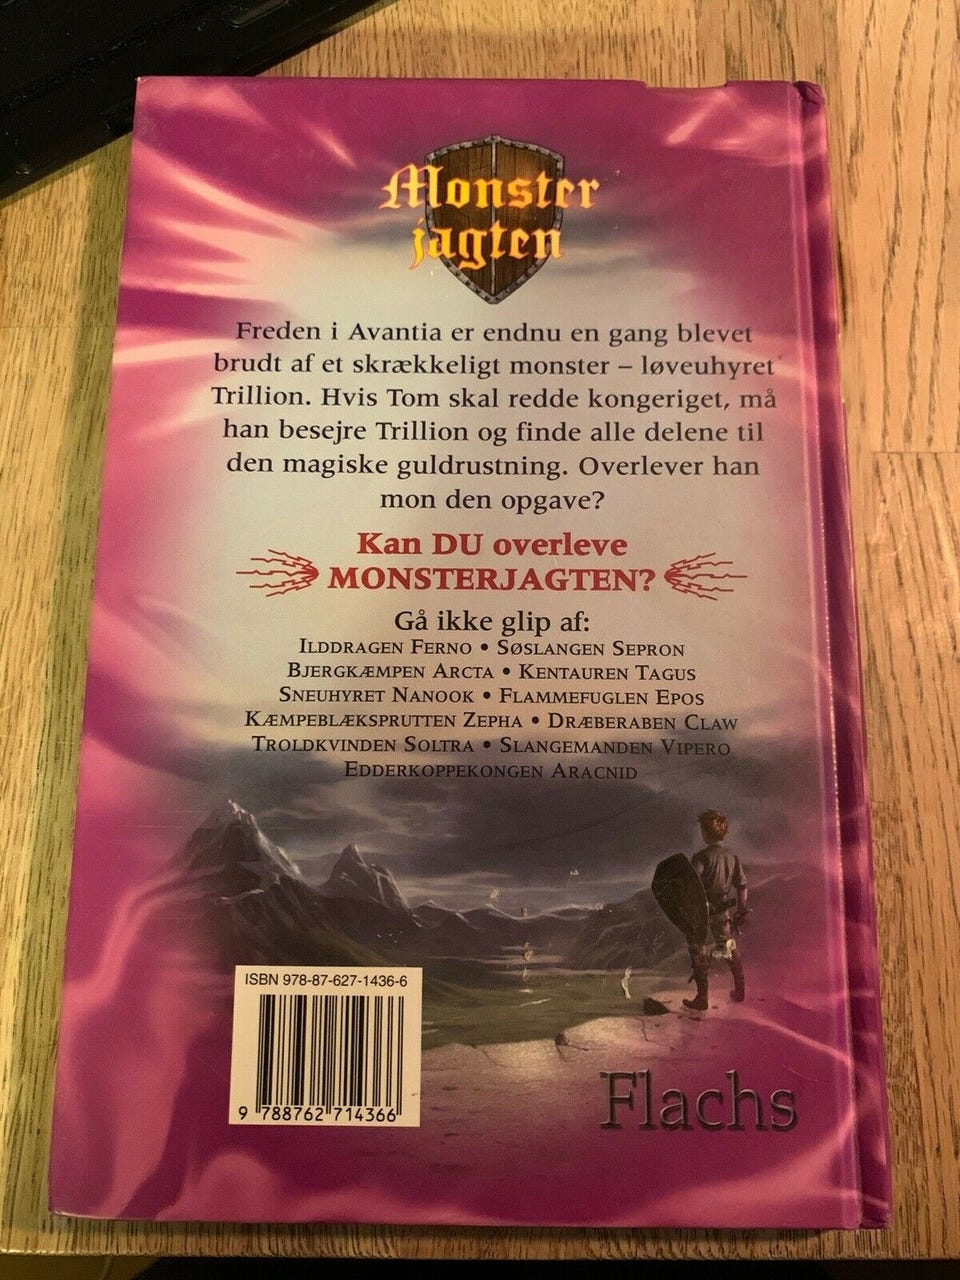 Monster
jagten
Freden i Avantia er endnu en gang blevet
brudt af et skrækkeligt monster – løveuhyret
Trillion. Hvis Tom skal redde kongeriget, må
han besejre Trillion og finde alle delene til
den magiske guldrustning. Overlever han
mon den opgave?
Kan DU overleve
MONSTERJAGTEN?
Gå ikke glip af:
ILDDRAGEN FERNO • SØSLANGEN SEPRON
BJERGKÆMPEN ARCTA • KENTAUREN TAGUS
SNEUHYRET NANOOK • FLAMMEFUGLEN EPOS
KÆMPEBLÆKSPRUTTEN ZEPHA • DRÆBERABEN CLAW
TROLDKVINDEN SOLTRA • SLANGEMANDEN VIPERO
EDDERKOPPEKONGEN ARACNID
ISBN 978-87-627-1436-6
9 788762 714366
Flachs